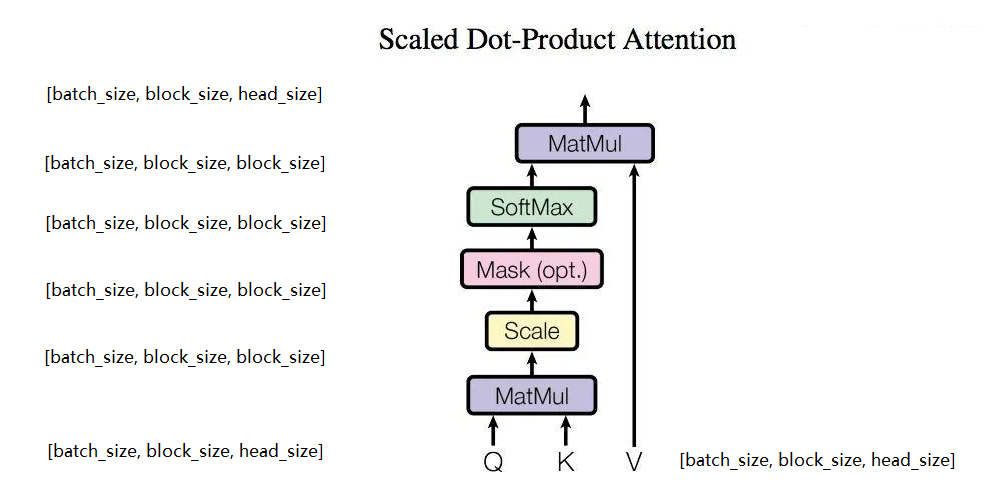 Scaled Dot-Product Attention
[batch_size, block_size, head_size]
MatMul
[batch_size, block_size, block_size]
SoftMax
[batch_size, block_size, block_size]
Mask (opt.)
[batch_size, block_size, block_size]
Scale
[batch_size, block_size, block_size]
MatMul
[batch_size, block_size, head_size]
Q K V [batch_size, block_size, head_size]